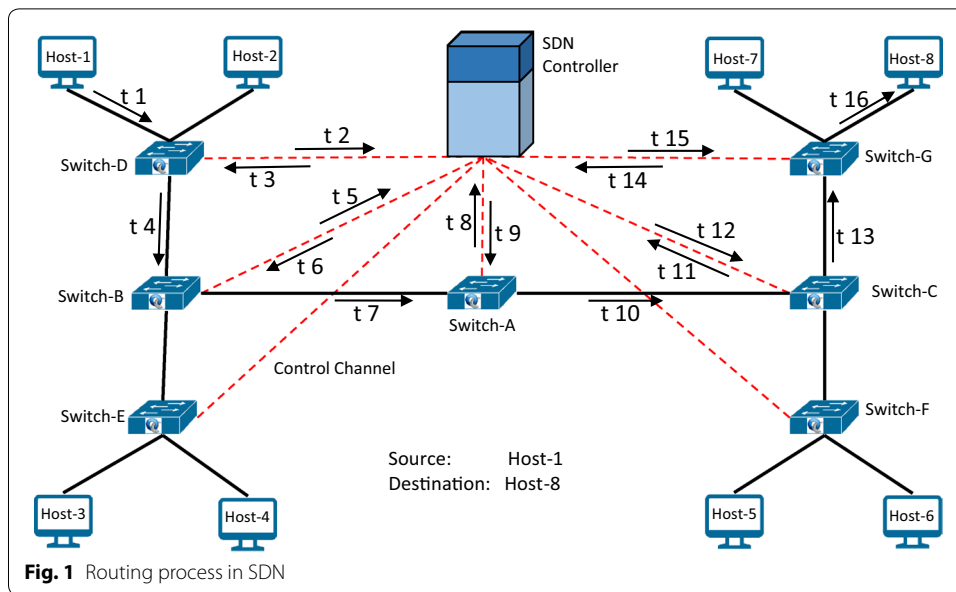 Host-1
Host-2
SDN
Controller
Host-7
Host-8
t 1
t 16
t 2
t 15
Switch-D
Switch-G
t 3
t 14
t 4
t 5
t 8
t 9
t 12
t 13
t 6
t 11
Switch-B
Switch-C
t 7
Switch-A
t 10
Control Channel
Switch-E
Switch-F
Source: Host-1
Destination: Host-8
Host-3
Host-4
Host-5
Host-6
Fig. 1 Routing process in SDN